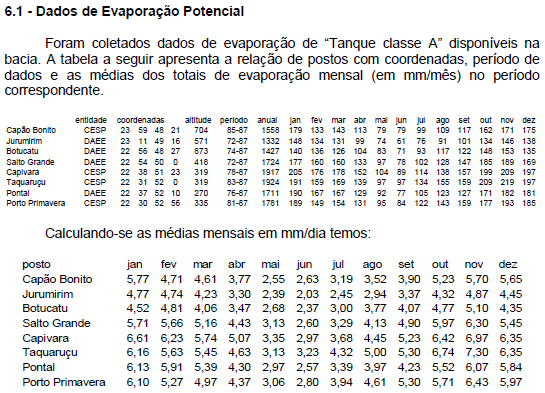 6.1 - Dados de Evaporação Potencial
Foram coletados dados de evaporação de “Tanque classe A” disponíveis na
bacia. A tabela a seguir apresenta a relação de postos com coordenadas, período de
dados e as médias dos totais de evaporação mensal (em mm/mês) no período
correspondente.
entidade coordenadas altitude período anual jan fev mar abr mai jun jul ago set out nov dez
Capão Bonito CESP 23 59 48 21 704 85-87 1558 179 133 143 113 79 79 99 109 117 162 171 175
Jurumirim DAEE 23 11 49 16 571 72-87 1332 148 134 131 99 74 61 76 91 101 134 146 138
Botucatu DAEE 22 56 48 27 873 74-87 1427 140 136 126 104 83 71 93 117 122 148 153 135
Salto Grande DAEE 22 54 50 0 418 72-87 1724 177 160 160 133 97 78 102 128 147 185 189 169
Capivara CESP 22 38 51 23 319 78-87 1917 205 176 178 152 104 89 114 138 157 199 209 197
Taquaruçu CESP 22 31 52 0 319 83-87 1924 191 159 169 139 97 97 134 155 159 209 219 197
Pontal DAEE 22 37 52 10 270 76-87 1711 190 167 167 129 92 77 105 123 127 171 182 181
Porto Primavera CESP 22 30 52 56 335 81-87 1781 189 149 154 131 95 84 122 143 159 177 193 185
Calculando-se as médias mensais em mm/dia temos:
posto jan fev mar abr mai jun jul ago set out nov dez
Capão Bonito 5,77 4,71 4,61 3,77 2,55 2,63 3,19 3,52 3,90 5,23 5,70 5,65
Jurumirim 4,77 4,74 4,23 3,30 2,39 2,03 2,45 2,94 3,37 4,32 4,87 4,45
Botucatu 4,52 4,81 4,06 3,47 2,68 2,37 3,00 3,77 4,07 4,77 5,10 4,35
Salto Grande 5,71 5,66 5,16 4,43 3,13 2,60 3,29 4,13 4,90 5,97 6,30 5,45
Capivara 6,61 6,23 5,74 5,07 3,35 2,97 3,68 4,45 5,23 6,42 6,97 6,35
Taquaruçu 6,16 5,63 5,45 4,63 3,13 3,23 4,32 5,00 5,30 6,74 7,30 6,35
Pontal 6,13 5,91 5,39 4,30 2,97 2,57 3,39 3,97 4,23 5,52 6,07 5,84
Porto Primavera 6,10 5,27 4,97 4,37 3,06 2,80 3,94 4,61 5,30 5,71 6,43 5,97